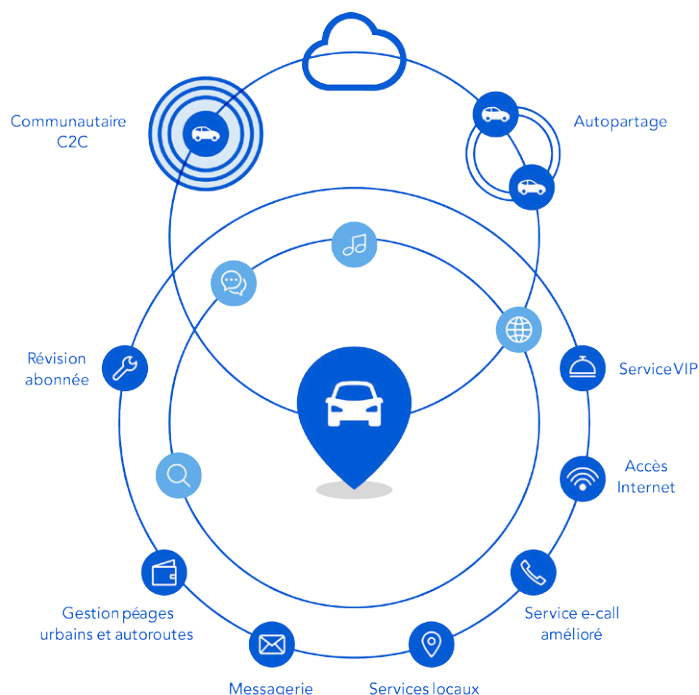 Communautaire
C2C
Autopartage
Révision
abonnée
Service VIP
Accès
Internet
Gestion péages
urbains et autoroutes
Service e-call
amélioré
Messagerie
Services locaux